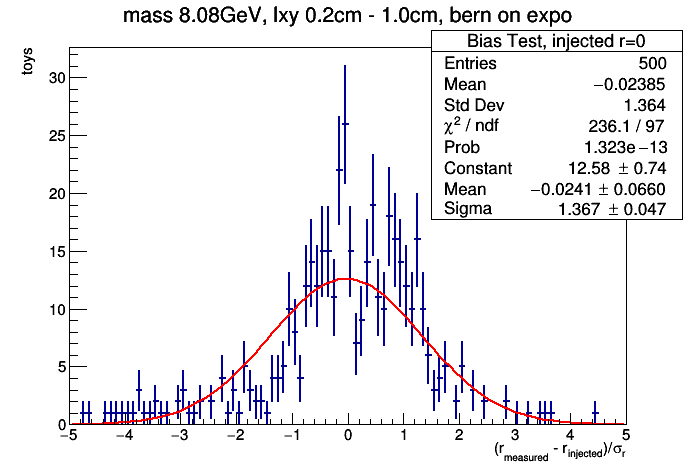 mass 8.08GeV, lxy 0.2cm - 1.0cm, bern on expo
toys
Bias Test, injected r=0
Entries 500
Mean −0.02385
Std Dev 1.364
χ² / ndf 236.1 / 97
Prob 1.323e−13
Constant 12.58 ± 0.74
Mean −0.0241 ± 0.0660
Sigma 1.367 ± 0.047
30
25
20
15
10
5
0
−5 −4 −3 −2 −1 0 1 2 3 4 5
(r_measured - r_injected)/σ_r